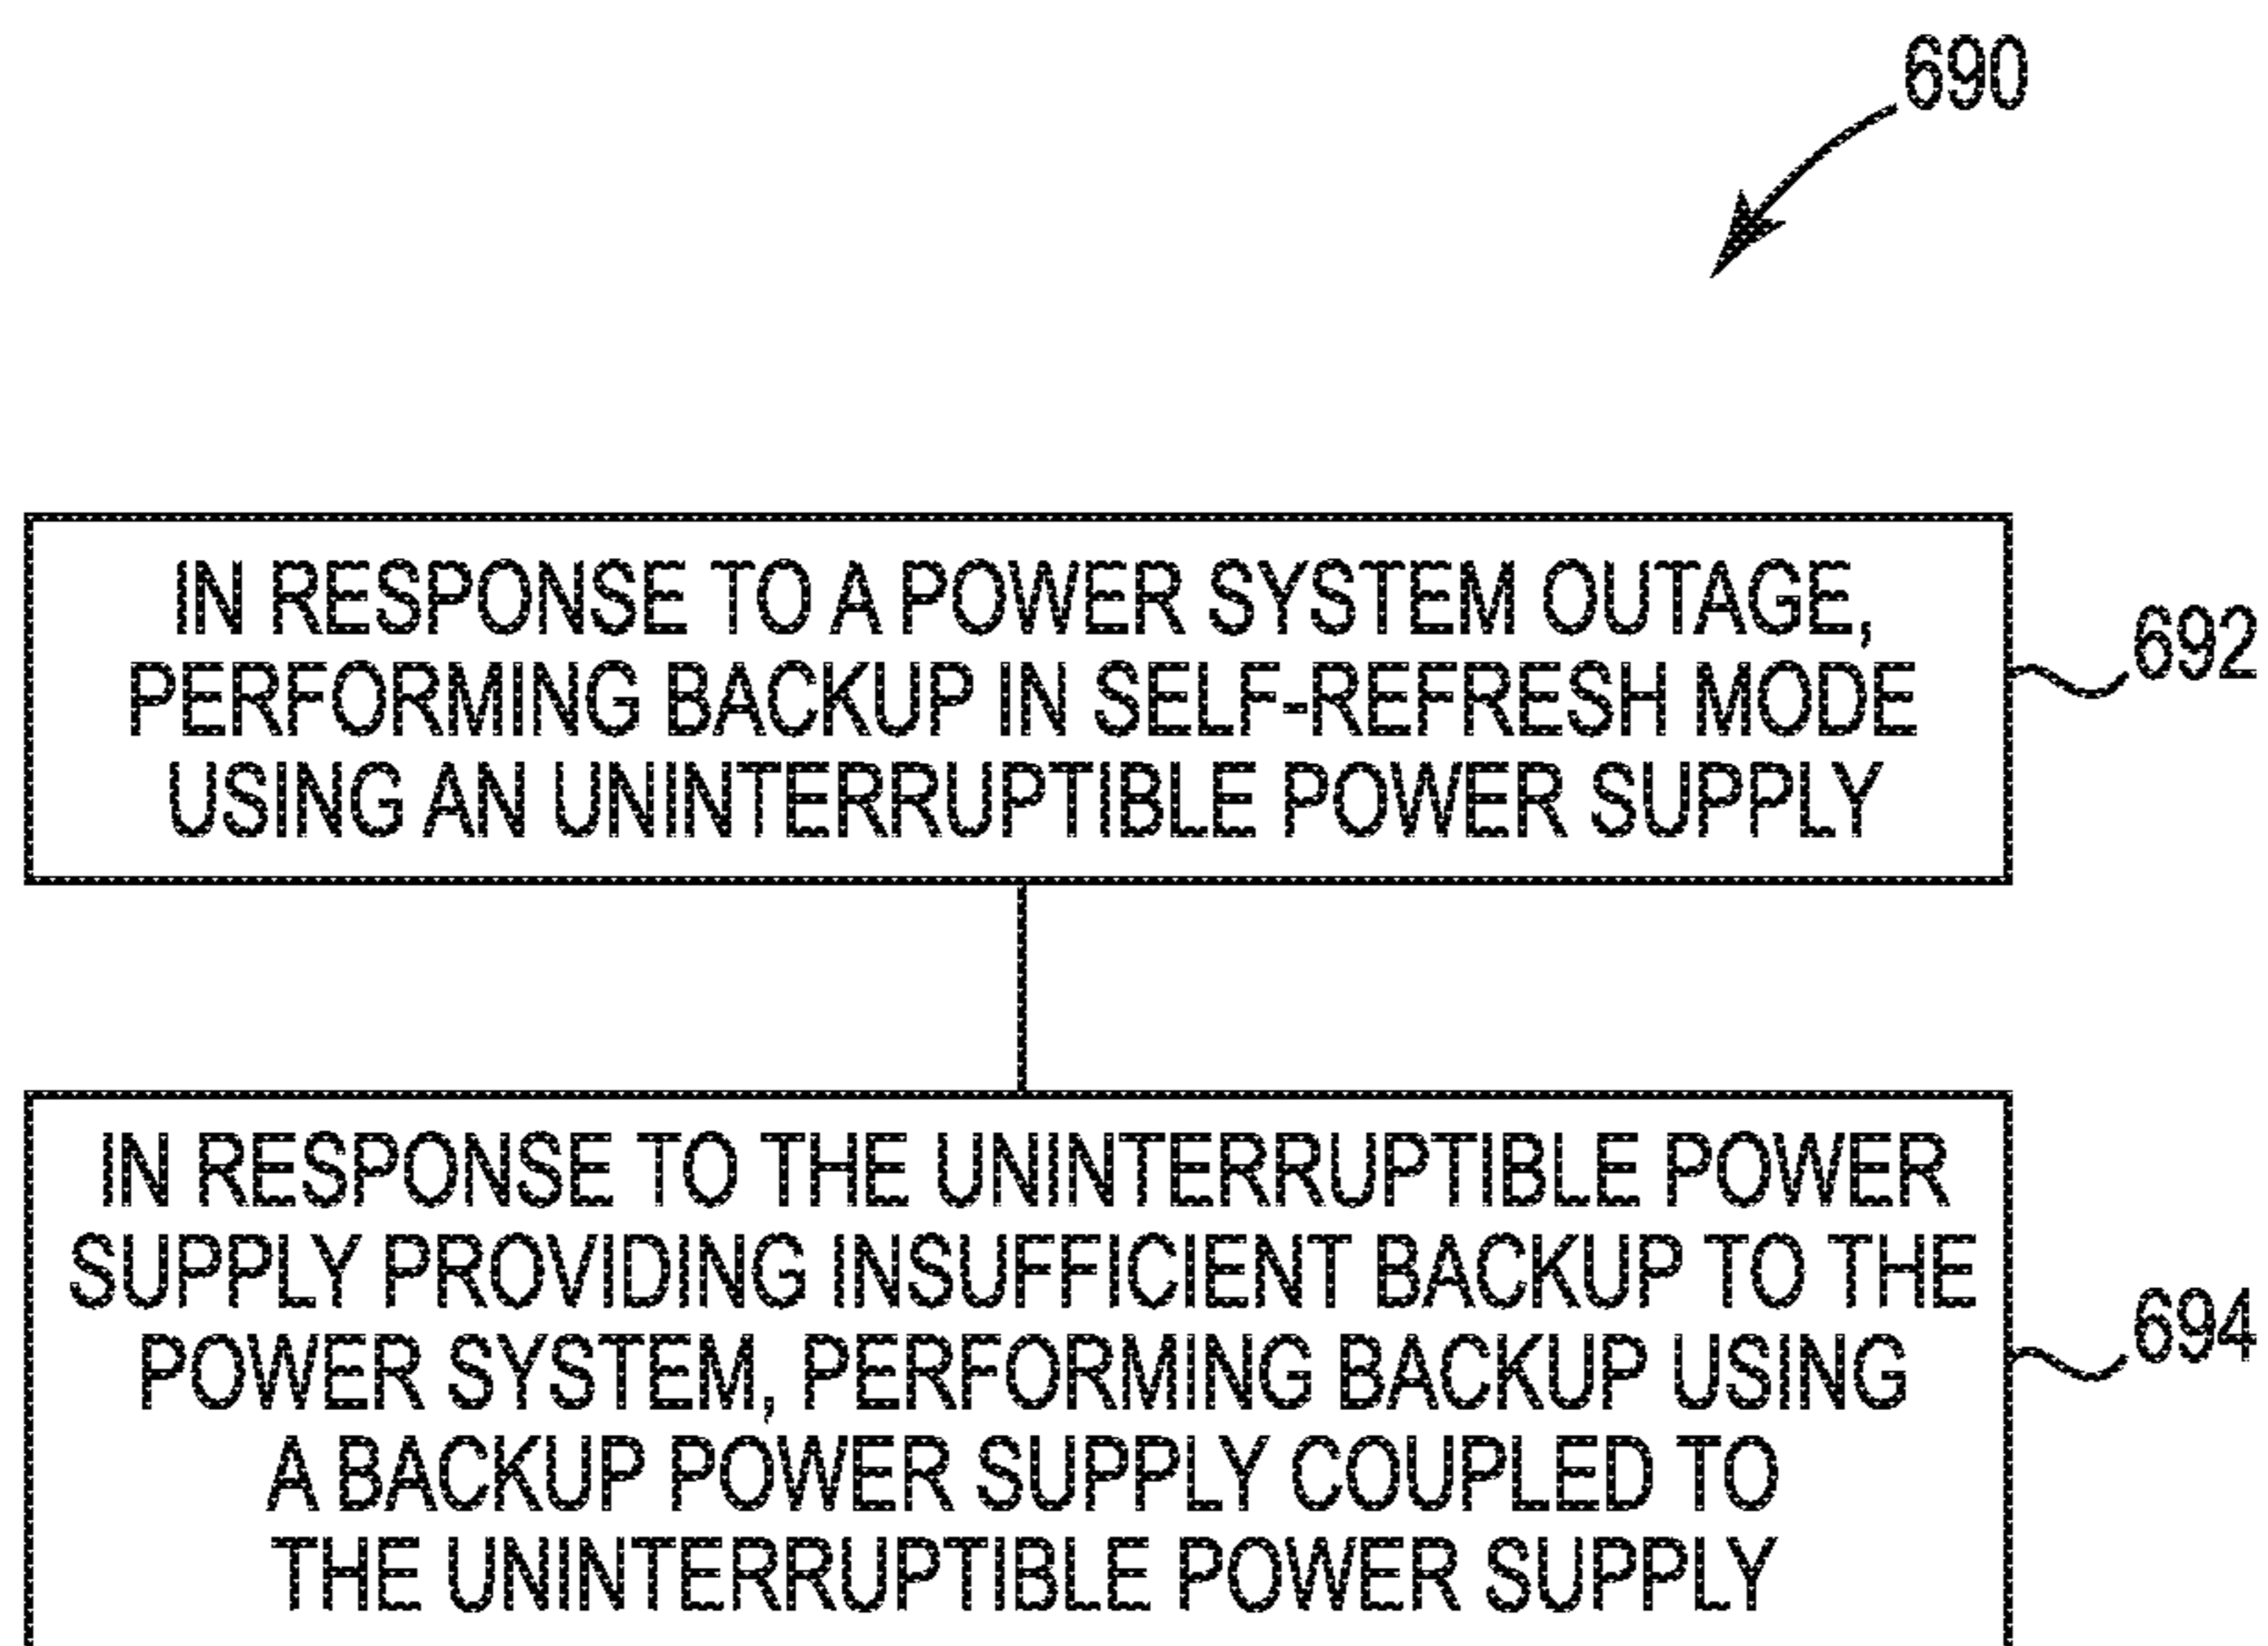 690
IN RESPONSE TO A POWER SYSTEM OUTAGE,
PERFORMING BACKUP IN SELF-REFRESH MODE
USING AN UNINTERRUPTIBLE POWER SUPPLY
692
IN RESPONSE TO THE UNINTERRUPTIBLE POWER
SUPPLY PROVIDING INSUFFICIENT BACKUP TO THE
POWER SYSTEM, PERFORMING BACKUP USING
A BACKUP POWER SUPPLY COUPLED TO
THE UNINTERRUPTIBLE POWER SUPPLY
694